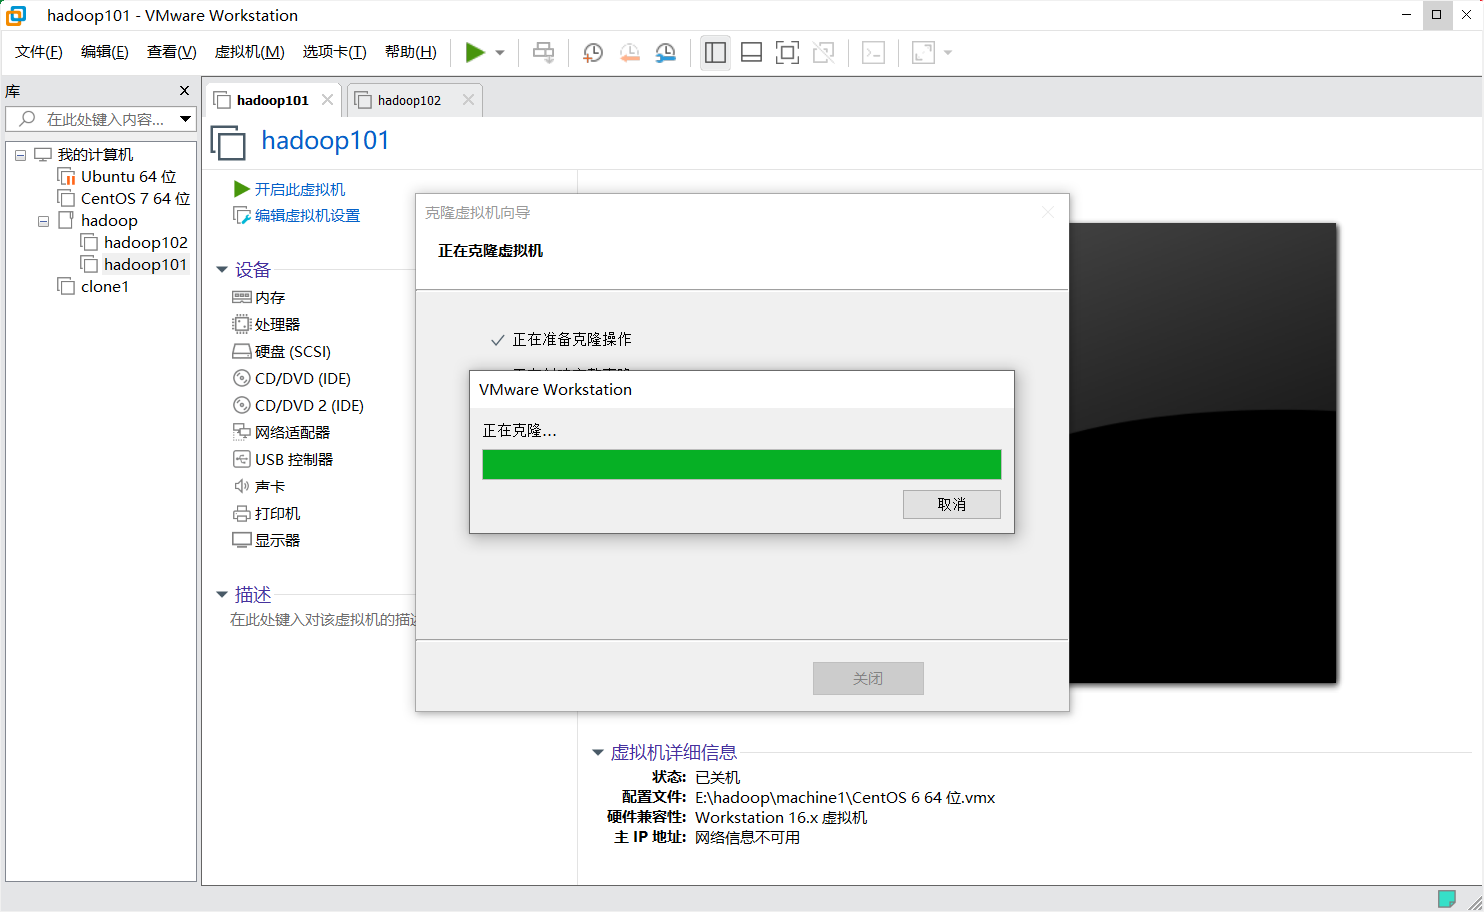 hadoop101 - VMware Workstation
文件(F) 编辑(E) 查看(V) 虚拟机(M) 选项卡(T) 帮助(H)
库
在此处键入内容...
我的计算机
Ubuntu 64 位
CentOS 7 64 位
hadoop
hadoop102
hadoop101
clone1
hadoop101
hadoop102
hadoop101
开启此虚拟机
编辑虚拟机设置
设备
内存
处理器
硬盘 (SCSI)
CD/DVD (IDE)
CD/DVD 2 (IDE)
网络适配器
USB 控制器
声卡
打印机
显示器
描述
在此处键入对该虚拟机的描
克隆虚拟机向导
正在克隆虚拟机
正在准备克隆操作
VMware Workstation
正在克隆...
取消
关闭
虚拟机详细信息
状态: 已关机
配置文件: E:\hadoop\machine1\CentOS 6 64 位.vmx
硬件兼容性: Workstation 16.x 虚拟机
主 IP 地址: 网络信息不可用